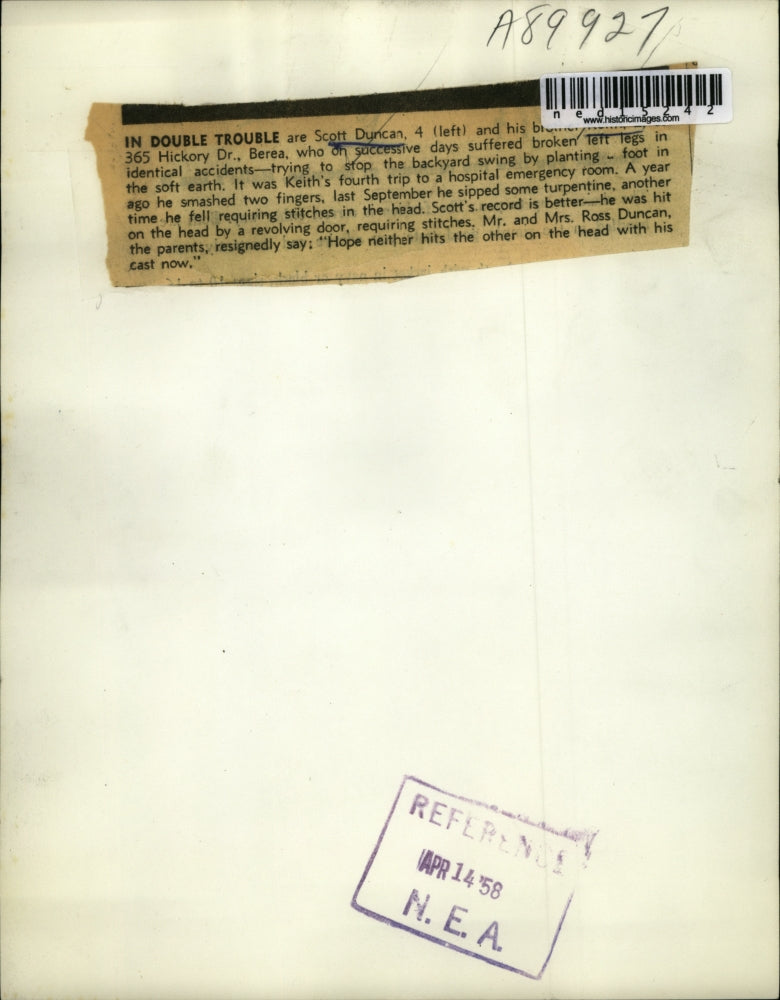 A89927
ned15242
www.historicimages.com
IN DOUBLE TROUBLE are Scott Duncan, 4 (left) and his
365 Hickory Dr., Berea, who on successive days suffered broken left legs in
identical accidents—trying to stop the backyard swing by planting foot in
the soft earth. It was Keith's fourth trip to a hospital emergency room. A year
ago he smashed two fingers, last September he sipped some turpentine, another
time he fell requiring stitches in the head. Scott's record is better—he was hit
on the head by a revolving door, requiring stitches. Mr. and Mrs. Ross Duncan,
the parents, resignedly say: "Hope neither hits the other on the head with his
cast now."
REFERENCE
APR 14 '58
N. E. A.